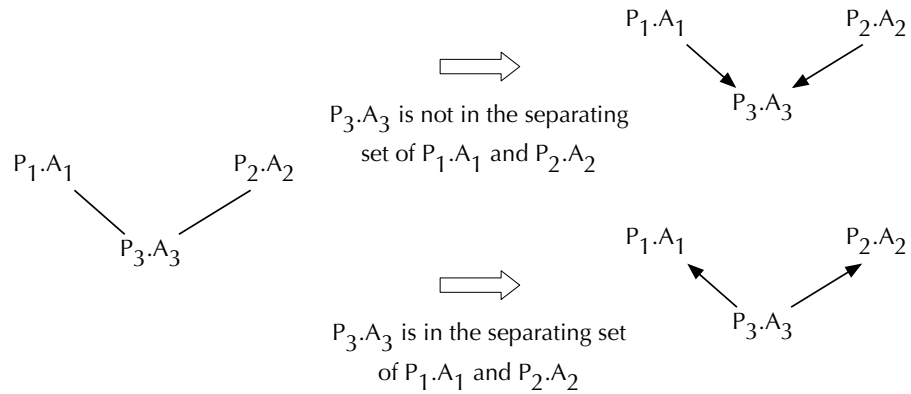 P1.A1
P2.A2
P3.A3
P3.A3 is not in the separating
set of P1.A1 and P2.A2
P1.A1
P2.A2
P3.A3
P3.A3 is in the separating set
of P1.A1 and P2.A2
P1.A1
P2.A2
P3.A3